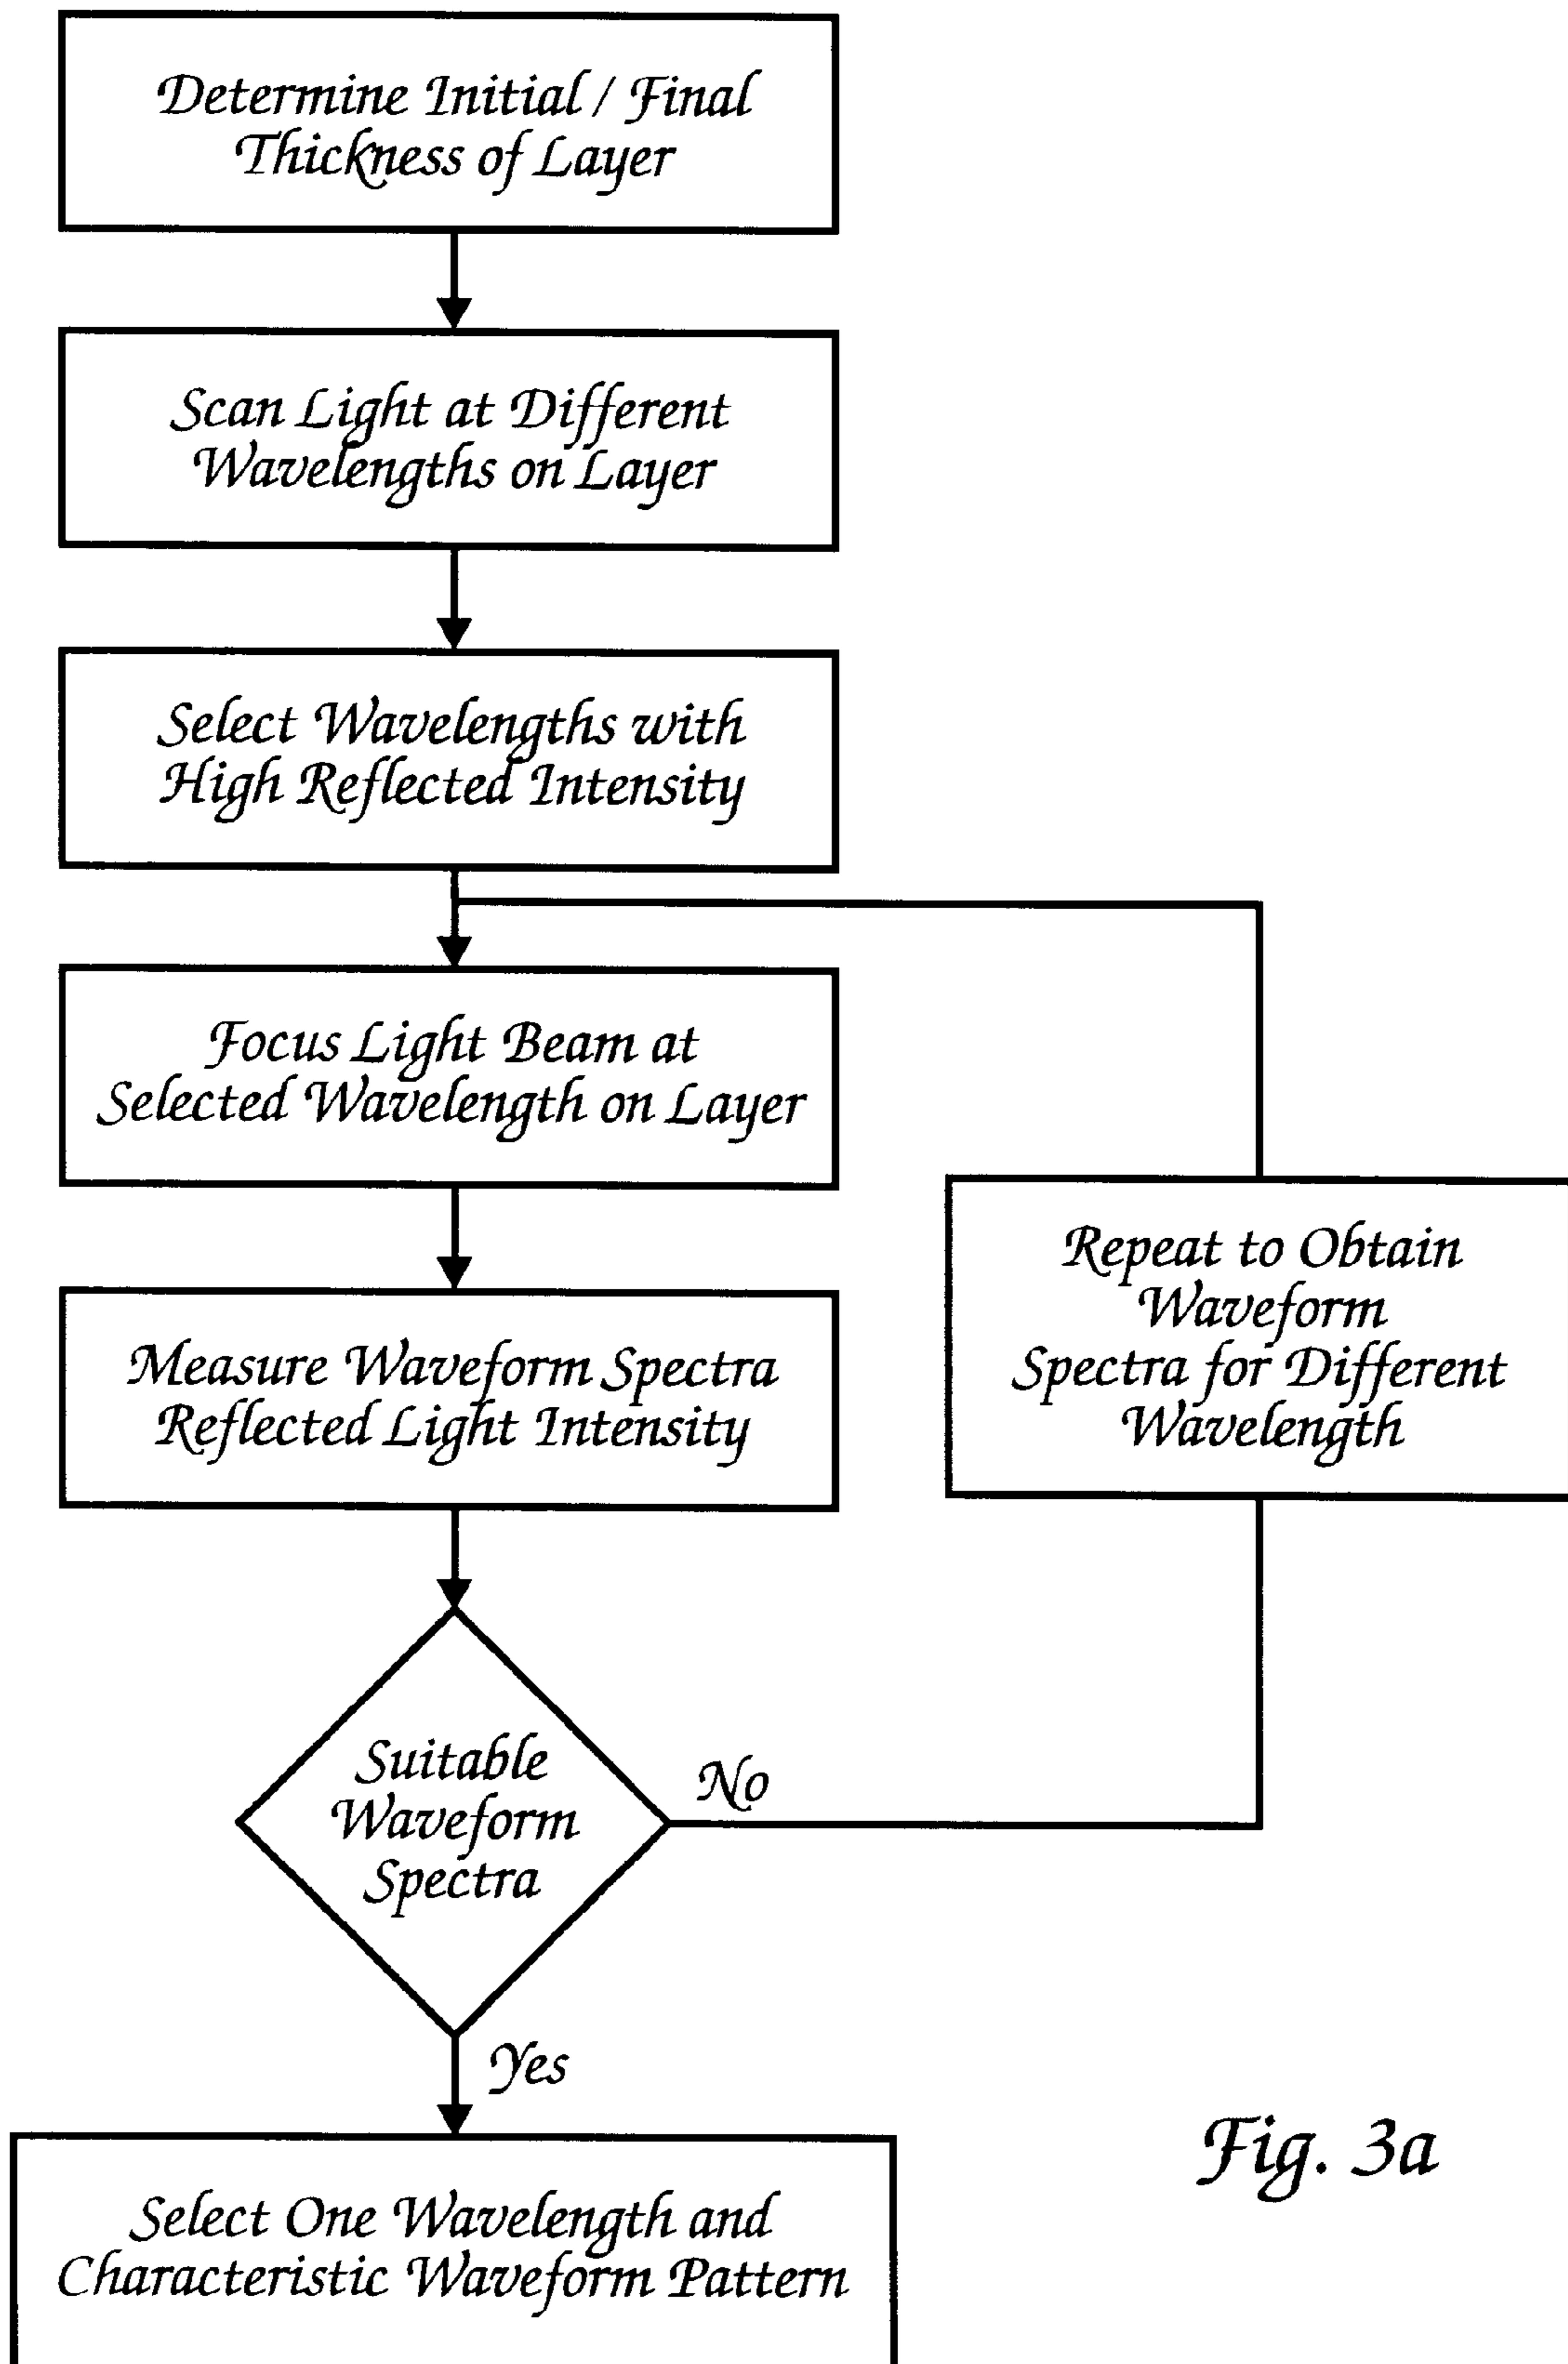 Determine Initial / Final
Thickness of Layer
Scan Light at Different
Wavelengths on Layer
Select Wavelengths with
High Reflected Intensity
Focus Light Beam at
Selected Wavelength on Layer
Measure Waveform Spectra
Reflected Light Intensity
Repeat to Obtain
Waveform
Spectra for Different
Wavelength
Suitable
Waveform
Spectra
No
Yes
Select One Wavelength and
Characteristic Waveform Pattern
Fig. 3a